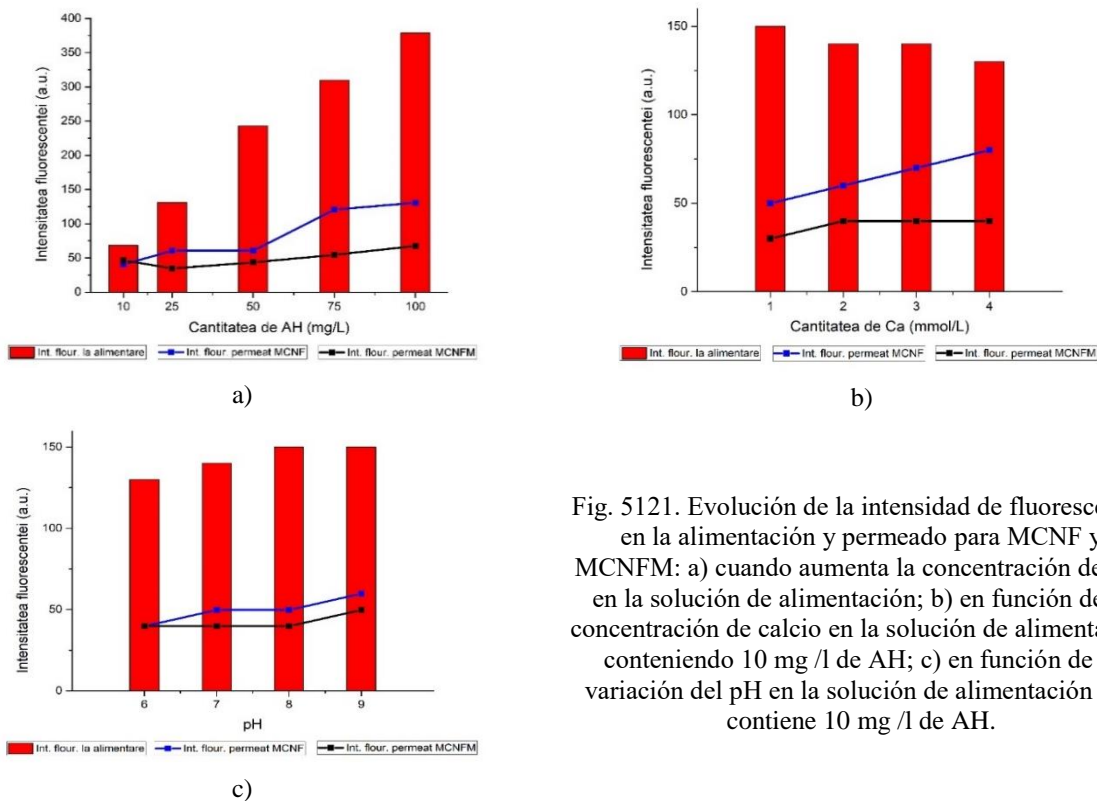 400
350
300
250
200
150
100
50
0
Intensitatea fluorescentei (a.u.)
10 25 50 75 100
Cantitatea de AH (mg/L)
Int. flour. la alimentare Int. flour. permeat MCNF Int. flour. permeat MCNFM
a)
150
100
50
0
Intensitatea fluorescentei (a.u.)
1 2 3 4
Cantitatea de Ca (mmol/L)
Int. flour. la alimentare Int. flour. permeat MCNF Int. flour. permeat MCNFM
b)
150
100
50
0
Intensitatea fluorescentei (a.u.)
6 7 8 9
pH
Int. flour. la alimentare Int. flour. permeat MCNF Int. flour. permeat MCNFM
c)
Fig. 5121. Evolución de la intensidad de
en la alimentación y permeado para MCNF y
MCNFM: a) cuando aumenta la concentración de
en la solución de alimentación; b) en función de
concentración de calcio en la solución de
conteniendo 10 mg /l de AH; c) en función de
variación del pH en la solución de alimentación
contiene 10 mg /l de AH.